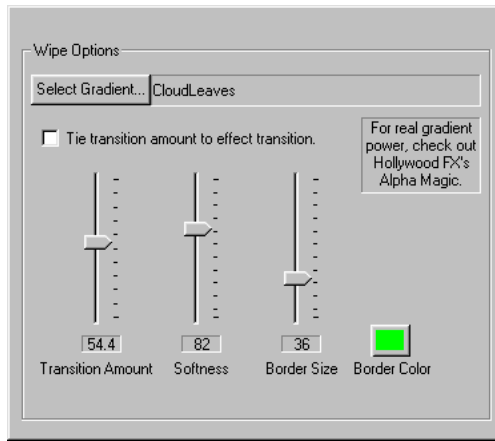 Wipe Options
Select Gradient... CloudLeaves
Tie transition amount to effect transition.
For real gradient
power, check out
Hollywood FX's
Alpha Magic.
54.4 82 36
Transition Amount Softness Border Size Border Color